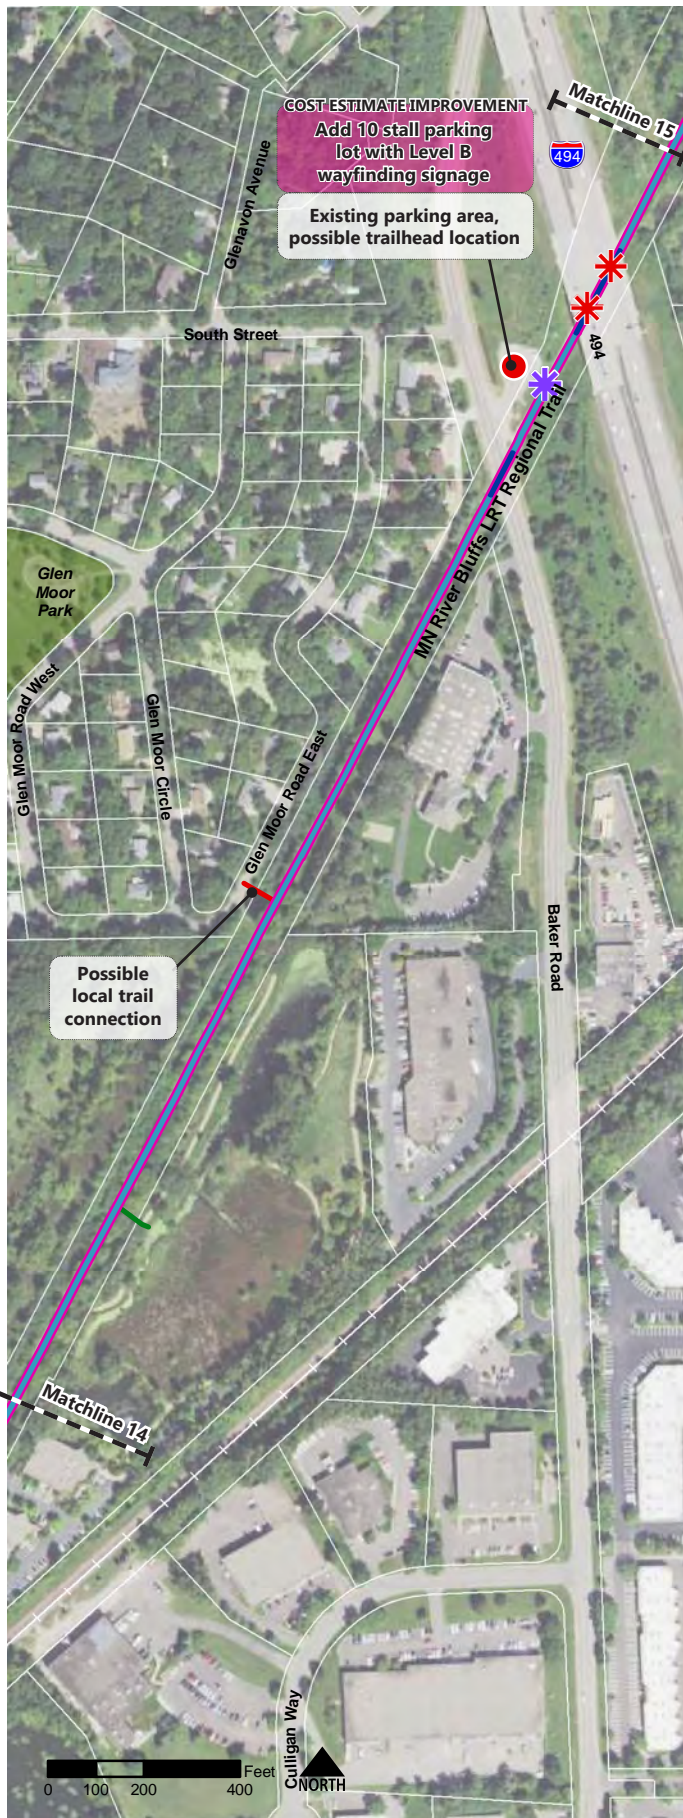 COST ESTIMATE IMPROVEMENT
Add 10 stall parking
lot with Level B
wayfinding signage
Existing parking area,
possible trailhead location
Matchline 15
494
Glenavon Avenue
South Street
494
MN River Bluffs LRT Regional Trail
Glen
Moor
Park
Glen Moor Road West
Glen Moor Circle
Glen Moor Road East
Baker Road
Possible
local trail
connection
Matchline 14
Culligan Way
Feet
0 100 200 400
NORTH